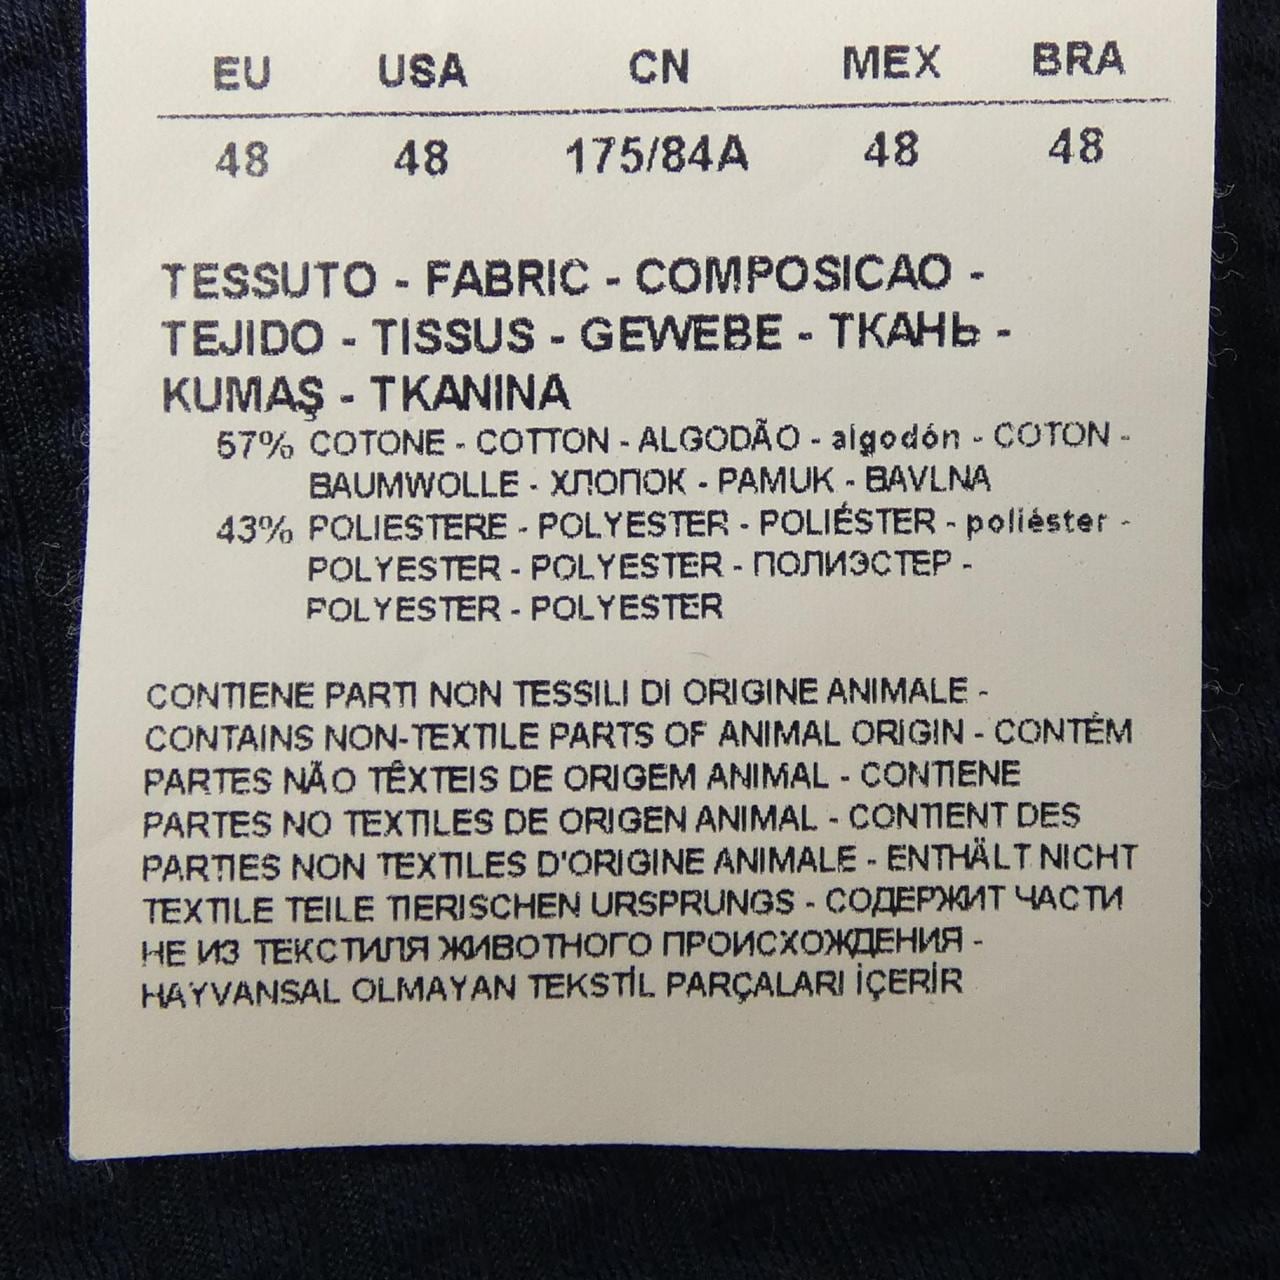 EU USA CN MEX BRA
48 48 175/84A 48 48
TESSUTO - FABRIC - COMPOSICAO -
TEJIDO - TISSUS - GEWEBE - ТКАНЬ -
KUMAŞ - TKANINA
57% COTONE - COTTON - ALGODÃO - algodón - COTON -
BAUMWOLLE - ХЛОПОК - PAMUK - BAVLNA
43% POLIESTERE - POLYESTER - POLIÉSTER - poliéster -
POLYESTER - POLYESTER - ПОЛИЭСТЕР -
POLYESTER - POLYESTER
CONTIENE PARTI NON TESSILI DI ORIGINE ANIMALE -
CONTAINS NON-TEXTILE PARTS OF ANIMAL ORIGIN - CONTÉM
PARTES NÃO TÊXTEIS DE ORIGEM ANIMAL - CONTIENE
PARTES NO TEXTILES DE ORIGEN ANIMAL - CONTIENT DES
PARTIES NON TEXTILES D'ORIGINE ANIMALE - ENTHÄLT NICHT
TEXTILE TEILE TIERISCHEN URSPRUNGS - СОДЕРЖИТ ЧАСТИ
НЕ ИЗ ТЕКСТИЛЯ ЖИВОТНОГО ПРОИСХОЖДЕНИЯ -
HAYVANSAL OLMAYAN TEKSTİL PARÇALARI İÇERİR